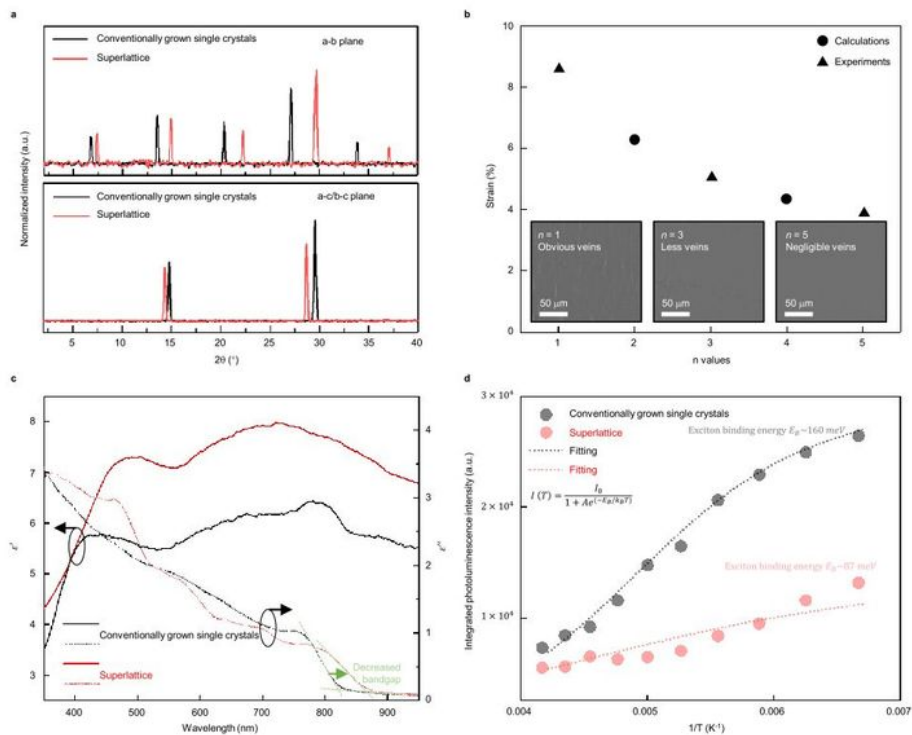 a
Conventionally grown single crystals
Superlattice
a-b plane
Conventionally grown single crystals
Superlattice
a-c/b-c plane
Normalized intensity (a.u.)
5
10
15
20
25
30
35
40
2θ (°)
b
Calculations
Experiments
10
8
6
4
2
0
Strain (%)
n = 1
Obvious veins
50 μm
n = 3
Less veins
50 μm
n = 5
Negligible veins
50 μm
1
2
3
4
5
n values
c
8
7
6
5
4
3
ε'
4
3
2
1
0
ε''
Conventionally grown single crystals
Superlattice
Decreased
bandgap
400
500
600
700
800
900
Wavelength (nm)
d
3 × 10⁴
2 × 10⁴
1 × 10⁴
Integrated photoluminescence intensity (a.u.)
Conventionally grown single crystals
Superlattice
Fitting
Fitting
I (T) = I₀ / 1 + Ae^(−E_B/k_BT)
Exciton binding energy E_B~160 meV
Exciton binding energy E_B~87 meV
0.004
0.005
0.006
0.007
1/T (K⁻¹)